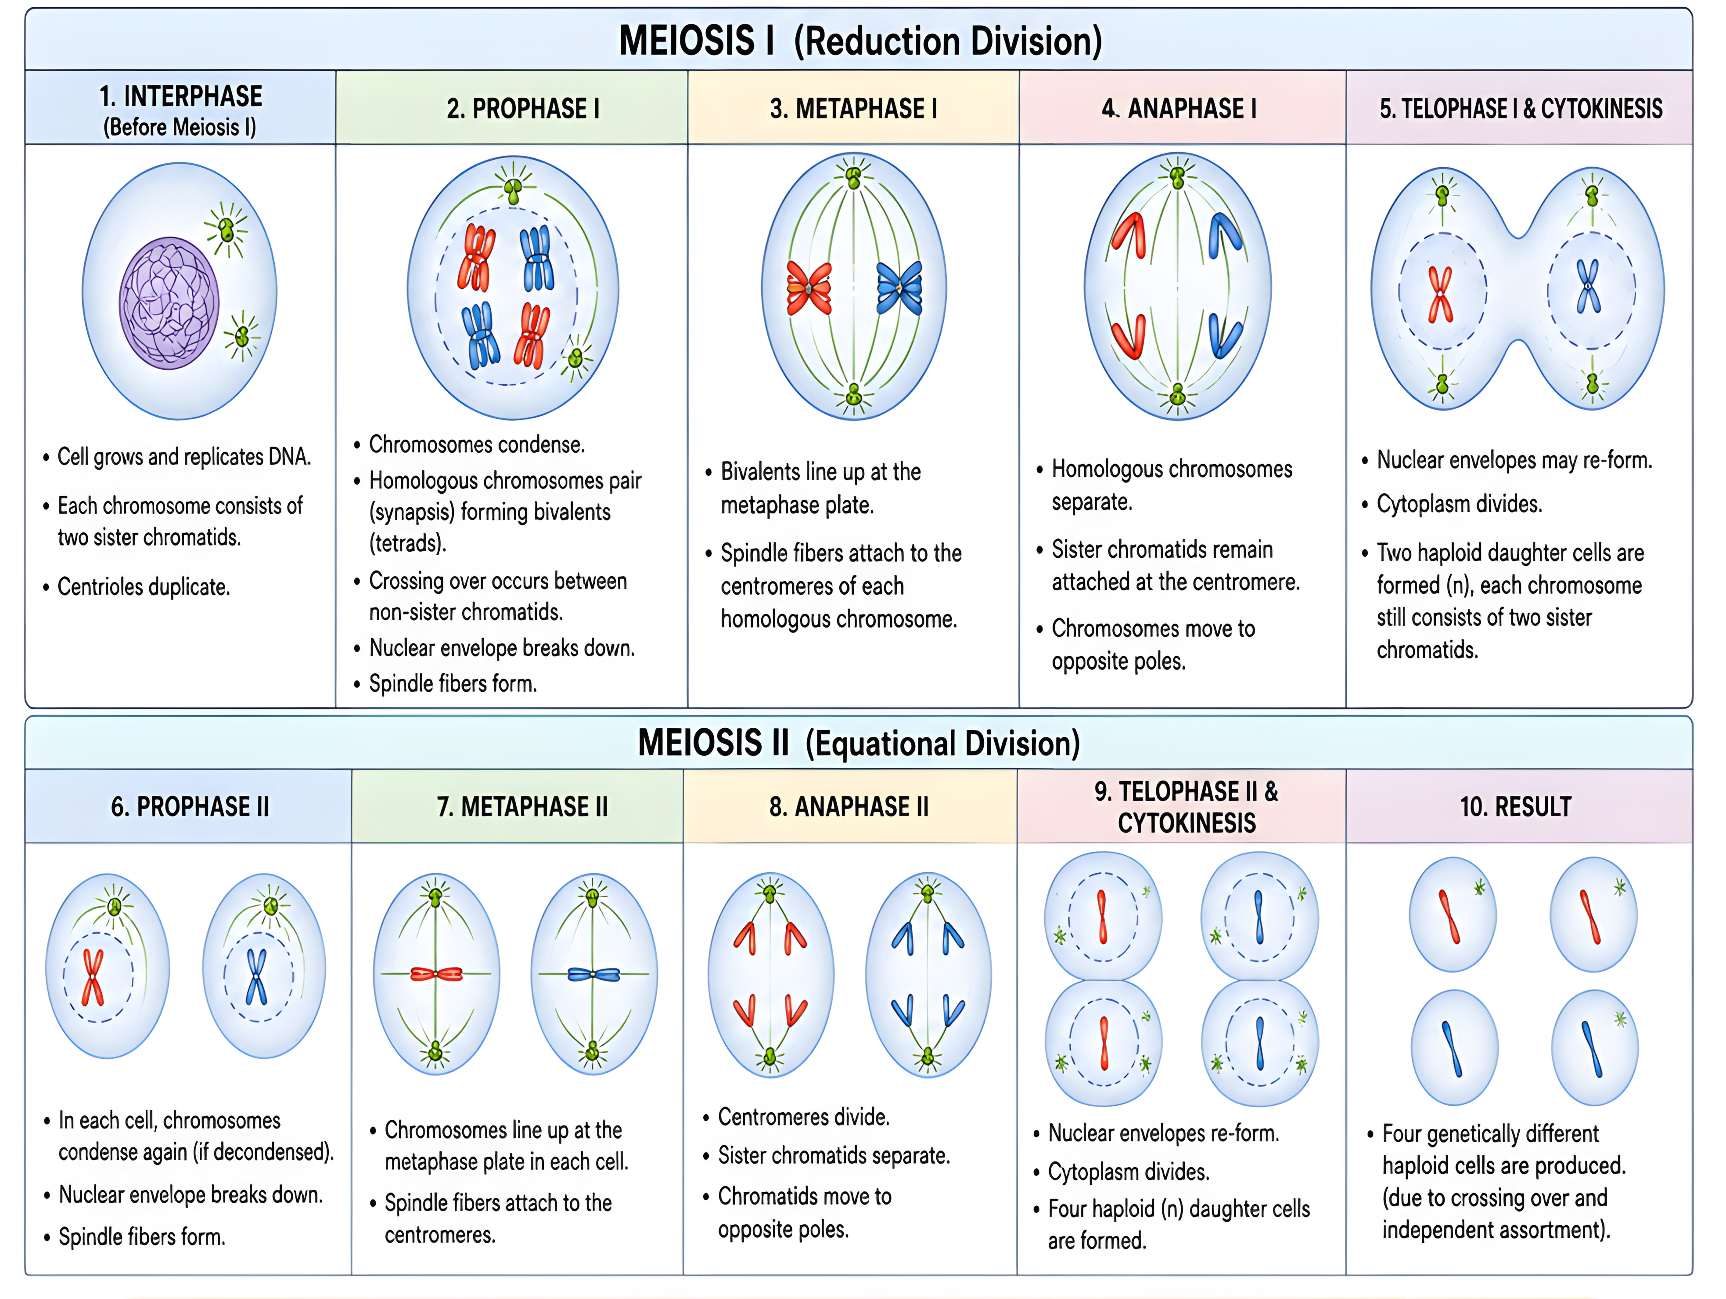 MEIOSIS I (Reduction Division)
1. INTERPHASE
(Before Meiosis I)
2. PROPHASE I
3. METAPHASE I
4. ANAPHASE I
5. TELOPHASE I & CYTOKINESIS
• Cell grows and replicates DNA.
• Each chromosome consists of
two sister chromatids.
• Centrioles duplicate.
• Chromosomes condense.
• Homologous chromosomes pair
(synapsis) forming bivalents
(tetrads).
• Crossing over occurs between
non-sister chromatids.
• Nuclear envelope breaks down.
• Spindle fibers form.
• Bivalents line up at the
metaphase plate.
• Spindle fibers attach to the
centromeres of each
homologous chromosome.
• Homologous chromosomes
separate.
• Sister chromatids remain
attached at the centromere.
• Chromosomes move to
opposite poles.
• Nuclear envelopes may re-form.
• Cytoplasm divides.
• Two haploid daughter cells are
formed (n), each chromosome
still consists of two sister
chromatids.
MEIOSIS II (Equational Division)
6. PROPHASE II
7. METAPHASE II
8. ANAPHASE II
9. TELOPHASE II &
CYTOKINESIS
10. RESULT
• In each cell, chromosomes
condense again (if decondensed).
• Nuclear envelope breaks down.
• Spindle fibers form.
• Chromosomes line up at the
metaphase plate in each cell.
• Spindle fibers attach to the
centromeres.
• Centromeres divide.
• Sister chromatids separate.
• Chromatids move to
opposite poles.
• Nuclear envelopes re-form.
• Cytoplasm divides.
• Four haploid (n) daughter cells
are formed.
• Four genetically different
haploid cells are produced.
(due to crossing over and
independent assortment).